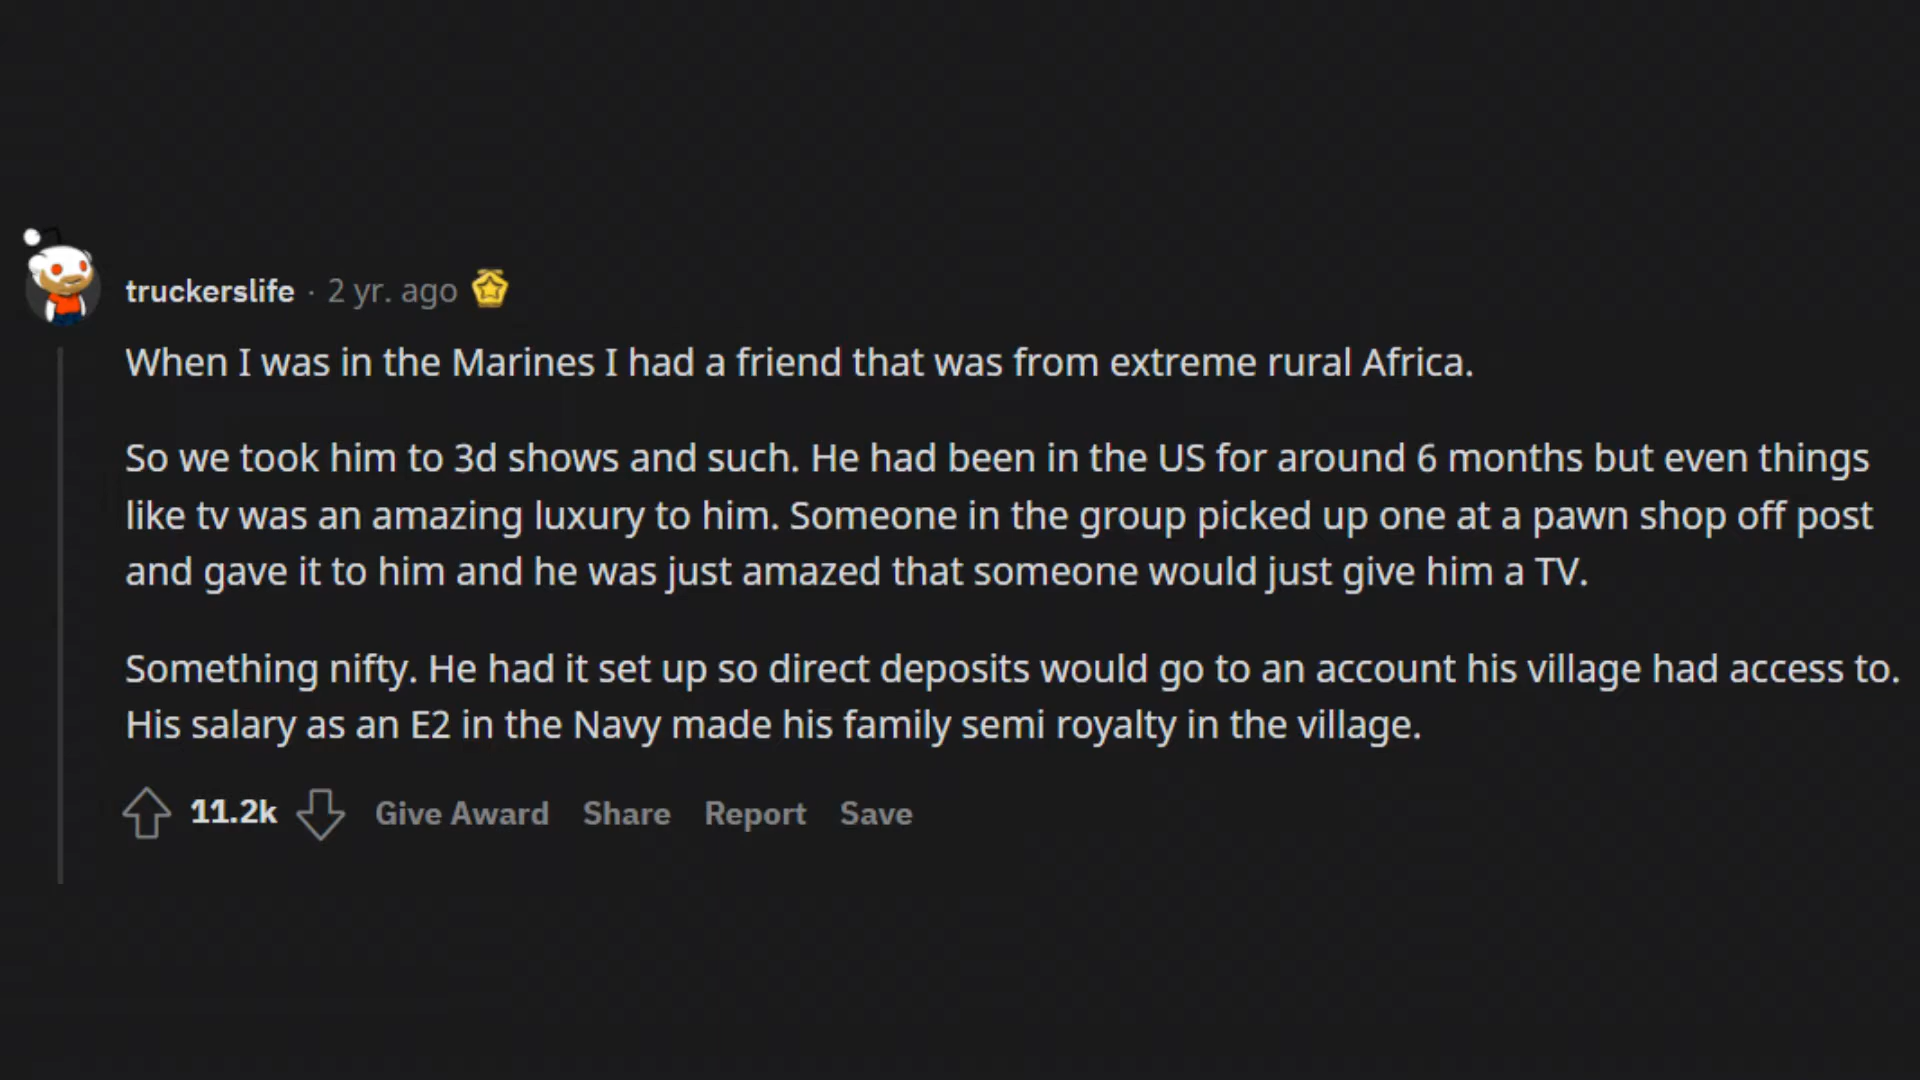 truckerslife · 2 yr. ago
When I was in the Marines I had a friend that was from extreme rural Africa.
So we took him to 3d shows and such. He had been in the US for around 6 months but even things
like tv was an amazing luxury to him. Someone in the group picked up one at a pawn shop off post
and gave it to him and he was just amazed that someone would just give him a TV.
Something nifty. He had it set up so direct deposits would go to an account his village had access to.
His salary as an E2 in the Navy made his family semi royalty in the village.
11.2k Give Award Share Report Save